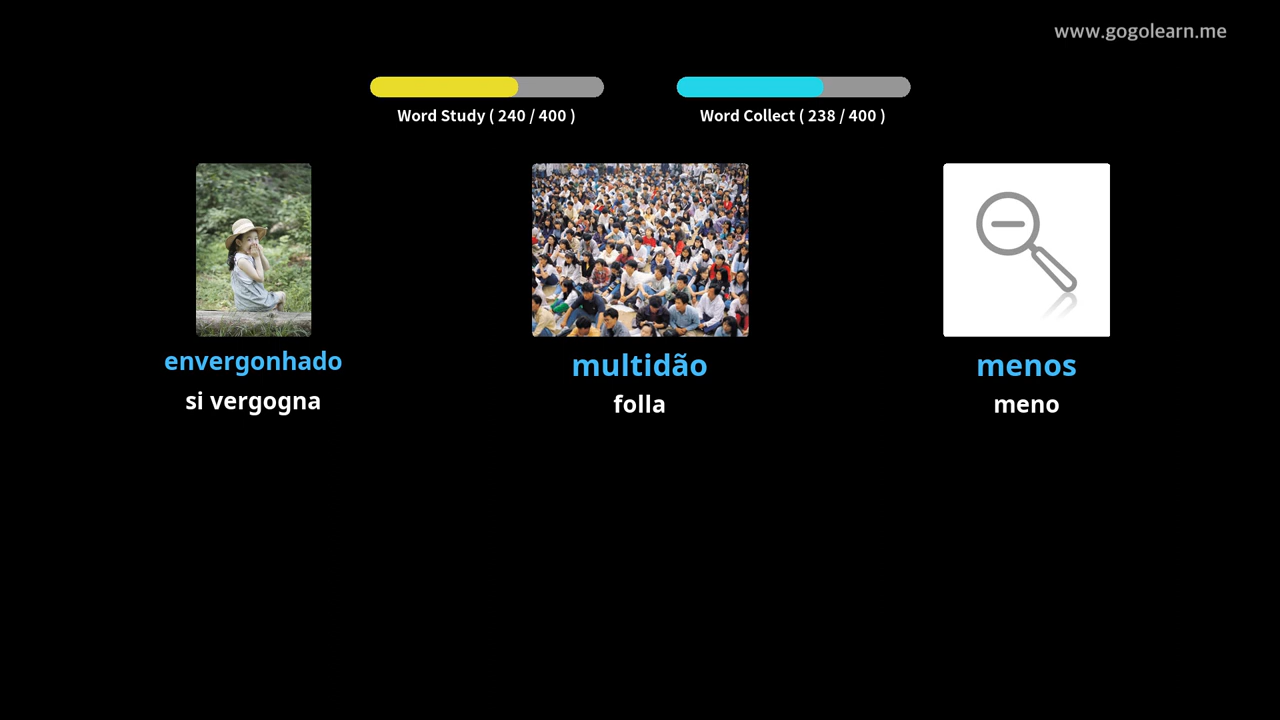 www.gogolearn.me
Word Study ( 240 / 400 )
Word Collect ( 238 / 400 )
envergonhado
si vergogna
multidão
folla
menos
meno